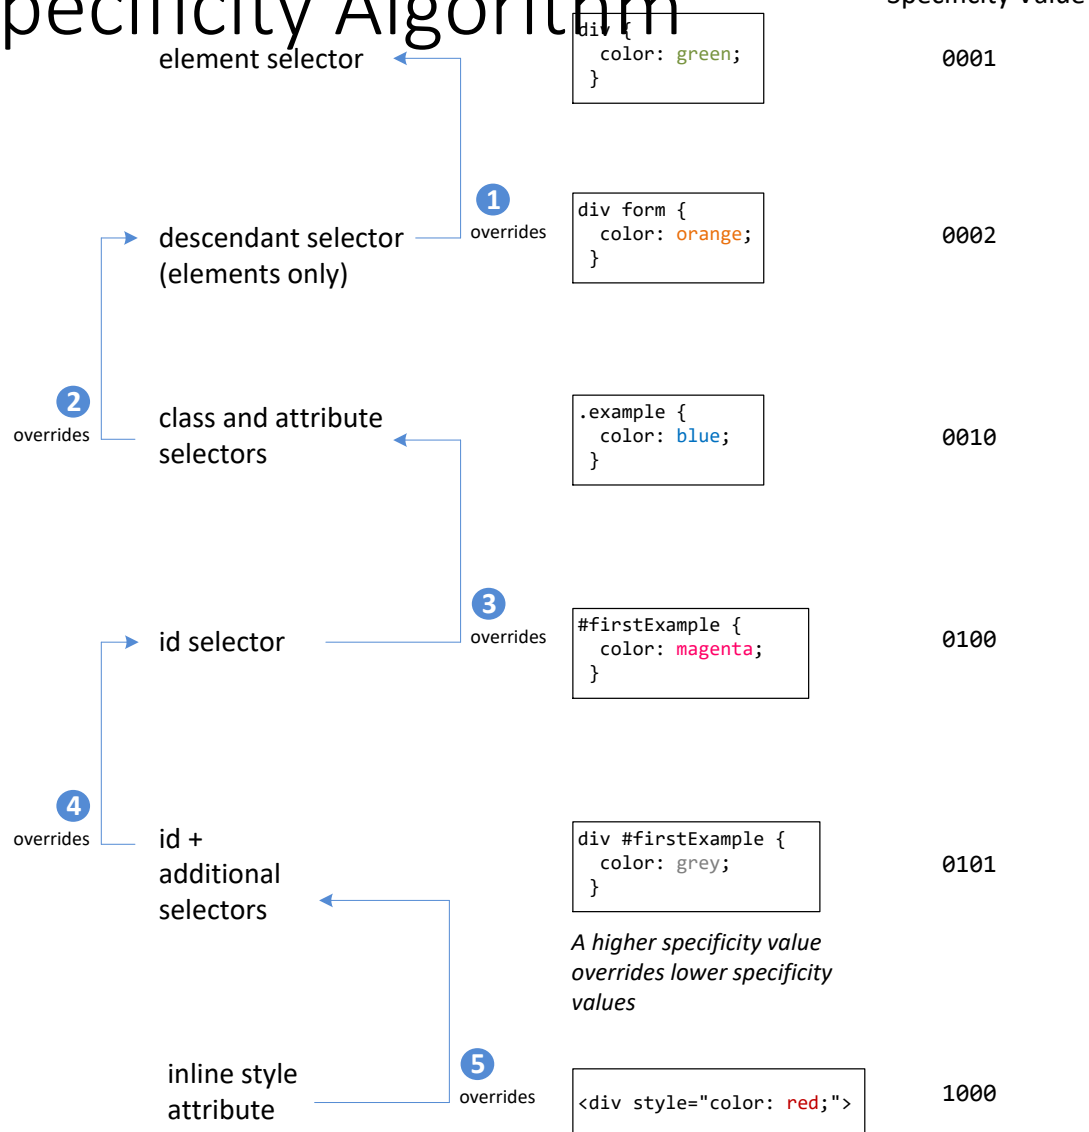 pecificity Algorithm
Specificity Value
element selector
div {
color: green;
}
0001
1
overrides
descendant selector
(elements only)
div form {
color: orange;
}
0002
2
overrides
class and attribute
selectors
.example {
color: blue;
}
0010
3
overrides
id selector
#firstExample {
color: magenta;
}
0100
4
overrides
id +
additional
selectors
div #firstExample {
color: grey;
}
0101
A higher specificity value
overrides lower specificity
values
5
overrides
inline style
attribute
<div style="color: red;">
1000